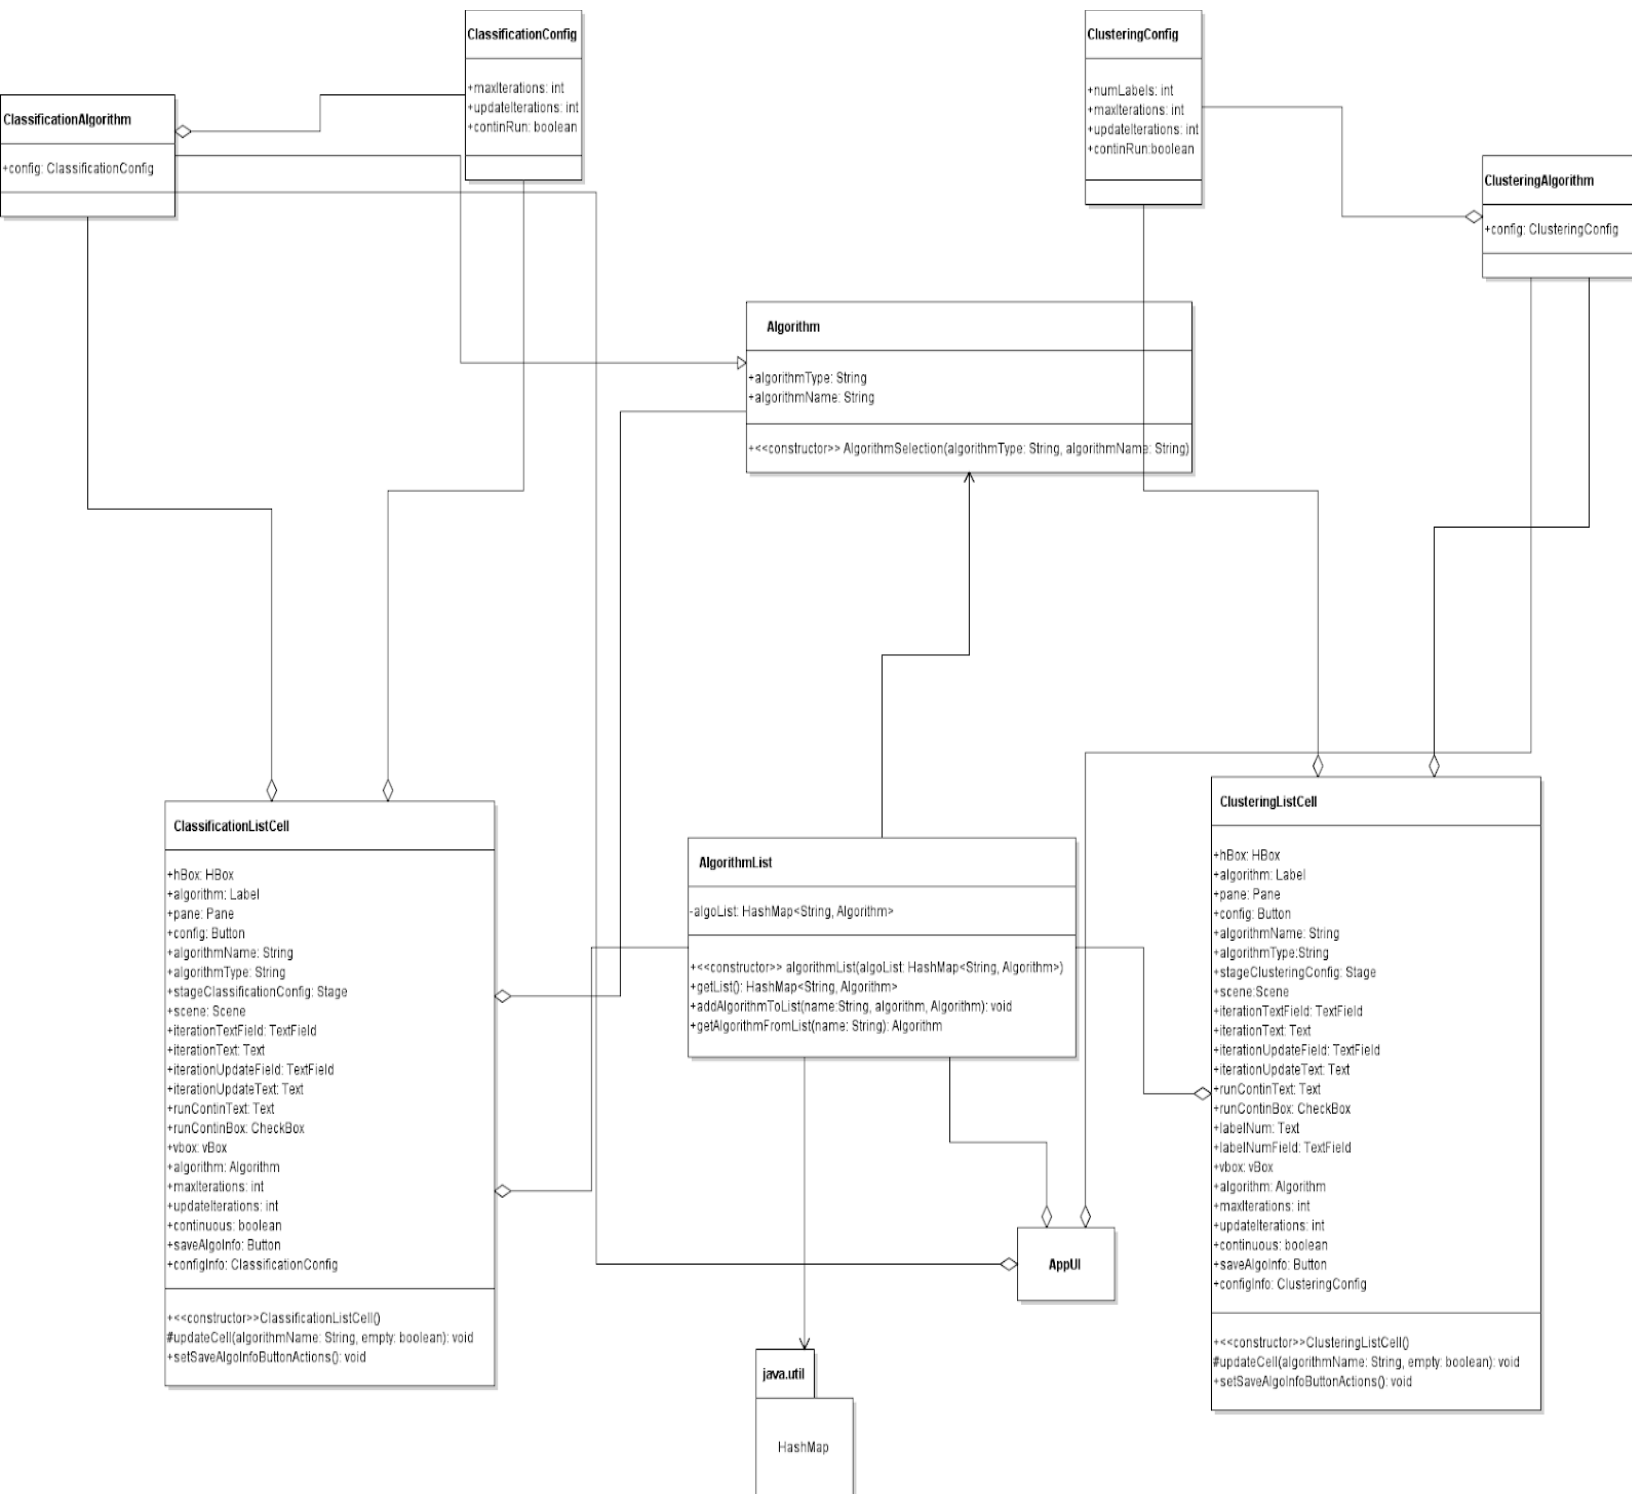 ClassificationConfig
+maxIterations: int
+updateIterations: int
+continRun: boolean
ClusteringConfig
+numLabels: int
+maxIterations: int
+updateIterations: int
+continRun:boolean
ClassificationAlgorithm
+config: ClassificationConfig
ClusteringAlgorithm
+config: ClusteringConfig
Algorithm
+algorithmType: String
+algorithmName: String
+<<constructor>> AlgorithmSelection(algorithmType: String, algorithmName: String)
ClassificationListCell
+hBox: HBox
+algorithm: Label
+pane: Pane
+config: Button
+algorithmName: String
+algorithmType: String
+stageClassificationConfig: Stage
+scene: Scene
+iterationTextField: TextField
+iterationText: Text
+iterationUpdateField: TextField
+iterationUpdateText: Text
+runContinText: Text
+runContinBox: CheckBox
+vbox: vBox
+algorithm: Algorithm
+maxIterations: int
+updateIterations: int
+continuous: boolean
+saveAlgoInfo: Button
+configInfo: ClassificationConfig
+<<constructor>>ClassificationListCell()
#updateCell(algorithmName: String, empty: boolean): void
+setSaveAlgoInfoButtonActions(): void
AlgorithmList
-algoList: HashMap<String, Algorithm>
+<<constructor>> algorithmList(algoList: HashMap<String, Algorithm>)
+getList(): HashMap<String, Algorithm>
+addAlgorithmToList(name:String, algorithm, Algorithm): void
+getAlgorithmFromList(name: String): Algorithm
ClusteringListCell
+hBox: HBox
+algorithm: Label
+pane: Pane
+config: Button
+algorithmName: String
+algorithmType:String
+stageClusteringConfig: Stage
+scene:Scene
+iterationTextField: TextField
+iterationText: Text
+iterationUpdateField: TextField
+iterationUpdateText: Text
+runContinText: Text
+runContinBox: CheckBox
+labelNum: Text
+labelNumField: TextField
+vbox: vBox
+algorithm: Algorithm
+maxIterations: int
+updateIterations: int
+continuous: boolean
+saveAlgoInfo: Button
+configInfo: ClusteringConfig
+<<constructor>>ClusteringListCell()
#updateCell(algorithmName: String, empty: boolean): void
+setSaveAlgoInfoButtonActions(): void
AppUI
java.util
HashMap